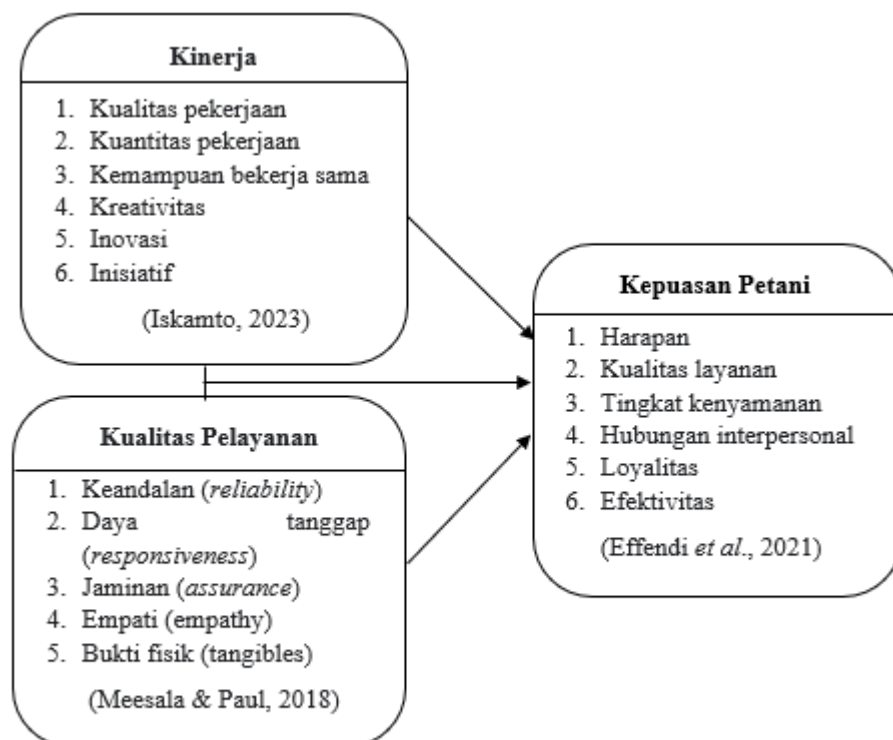 Kinerja
1. Kualitas pekerjaan
2. Kuantitas pekerjaan
3. Kemampuan bekerja sama
4. Kreativitas
5. Inovasi
6. Inisiatif
(Iskamto, 2023)
Kualitas Pelayanan
1. Keandalan (reliability)
2. Daya tanggap
(responsiveness)
3. Jaminan (assurance)
4. Empati (empathy)
5. Bukti fisik (tangibles)
(Meesala & Paul, 2018)
Kepuasan Petani
1. Harapan
2. Kualitas layanan
3. Tingkat kenyamanan
4. Hubungan interpersonal
5. Loyalitas
6. Efektivitas
(Effendi et al., 2021)